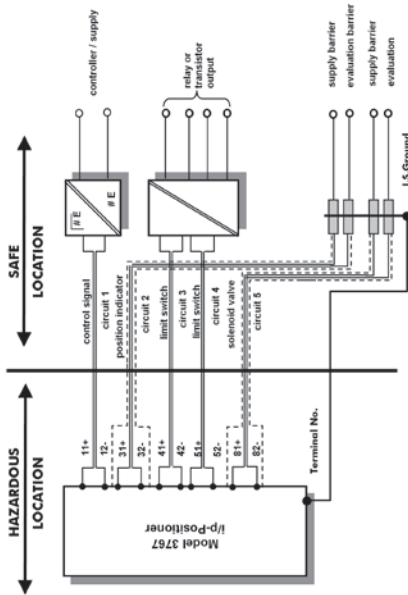 HAZARDOUS
LOCATION
SAFE
LOCATION
Model 3767
i/p-Positioner
11+
12-
31+
32-
41+
42-
51+
52-
81+
82-
Terminal No.
control signal
circuit 1
position indicator
circuit 2
limit switch
circuit 3
limit switch
circuit 4
solenoid valve
circuit 5
# E
# E
controller / supply
relay or
transistor
output
supply barrier
evaluation barrier
supply barrier
evaluation
I.S.Ground